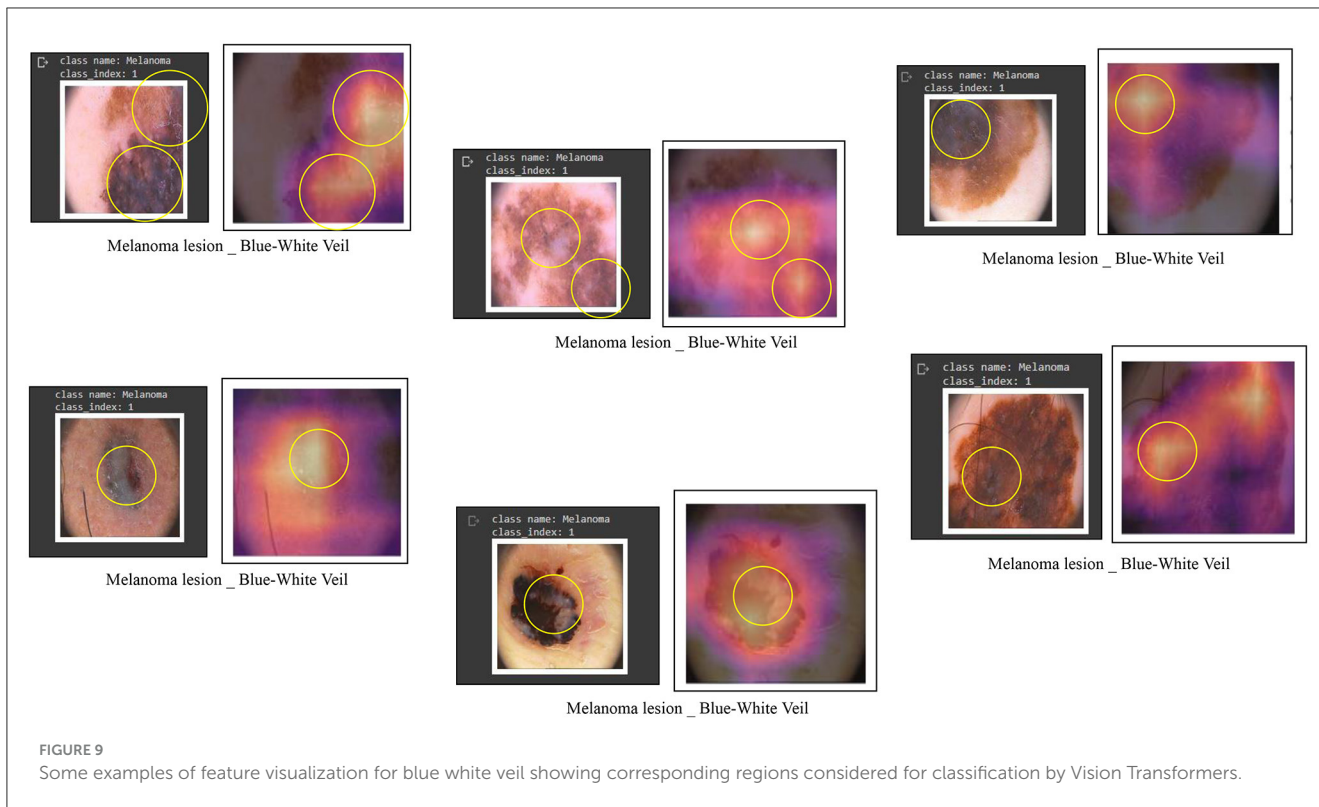 class name: Melanoma
class_index: 1
Melanoma lesion _ Blue-White Veil
class name: Melanoma
class_index: 1
Melanoma lesion _ Blue-White Veil
class name: Melanoma
class_index: 1
Melanoma lesion _ Blue-White Veil
class name: Melanoma
class_index: 1
Melanoma lesion _ Blue-White Veil
class name: Melanoma
class_index: 1
Melanoma lesion _ Blue-White Veil
class name: Melanoma
class_index: 1
Melanoma lesion _ Blue-White Veil
FIGURE 9
Some examples of feature visualization for blue white veil showing corresponding regions considered for classification by Vision Transformers.